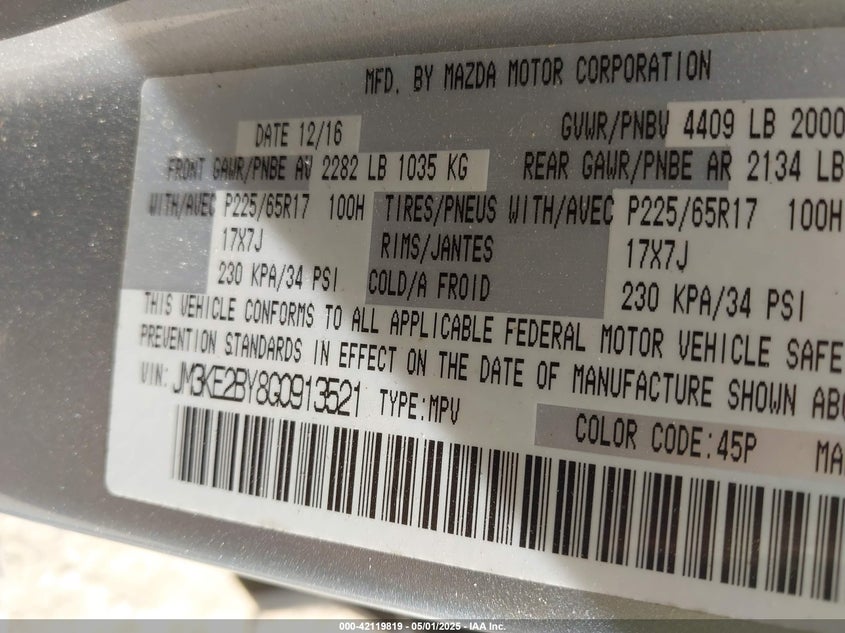 MFD. BY MAZDA MOTOR CORPORATION
DATE 12/16 GVWR/PNBV 4409 LB 2000
FRONT GAWR/PNBE AV 2282 LB 1035 KG REAR GAWR/PNBE AR 2134 LB
WITH/AVEC P225/65R17 100H TIRES/PNEUS WITH/AVEC P225/65R17 100H
17X7J RIMS/JANTES 17X7J
230 KPA/34 PSI COLD/A FROID 230 KPA/34 PSI
THIS VEHICLE CONFORMS TO ALL APPLICABLE FEDERAL MOTOR VEHICLE SAFE
PREVENTION STANDARDS IN EFFECT ON THE DATE OF MANUFACTURE SHOWN ABO
VIN: JM3KE2BY8G0913521 TYPE:MPV
COLOR CODE:45P MA
000-42119819 - 05/01/2025 - IAA Inc.